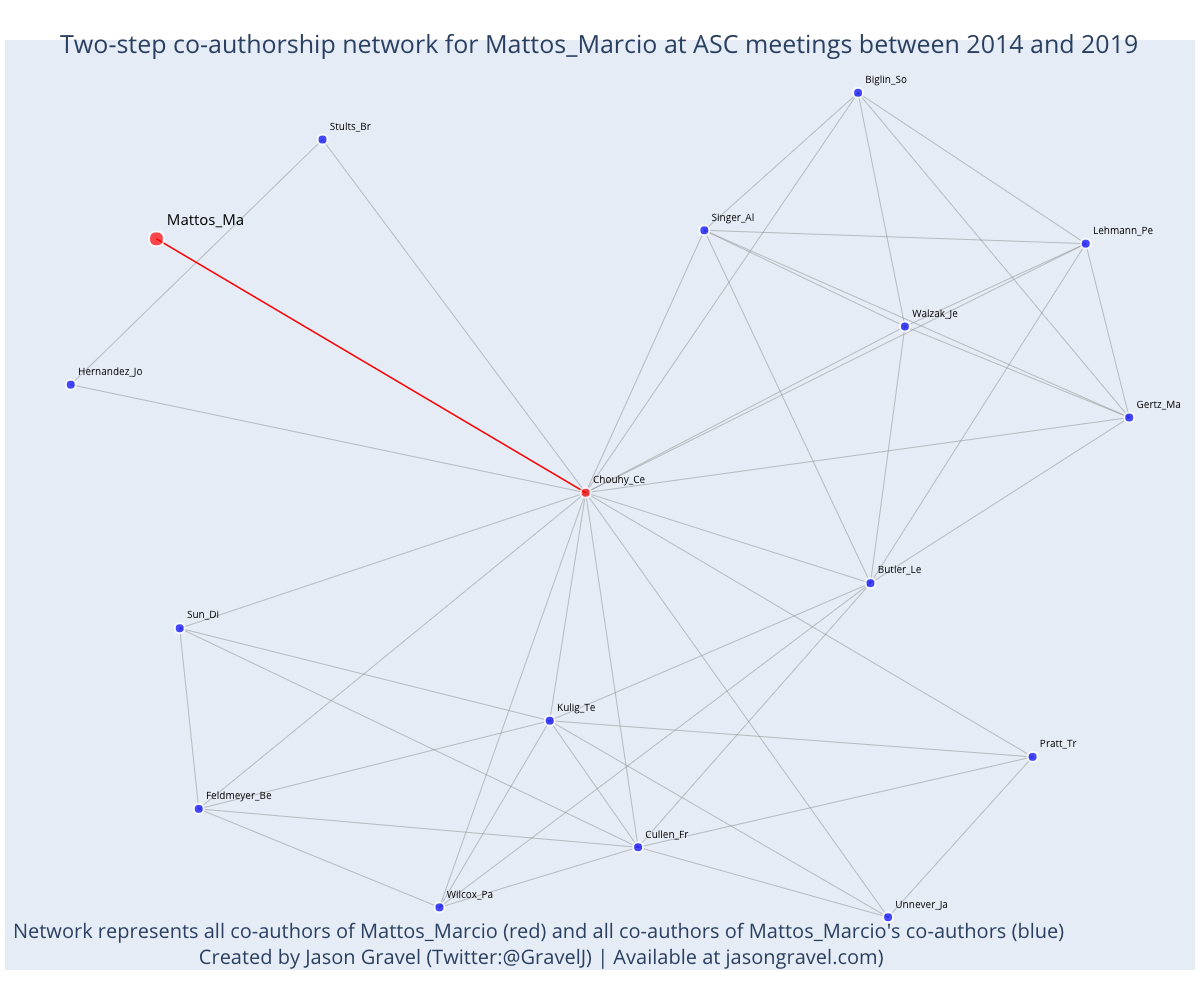 Two-step co-authorship network for Mattos_Marcio at ASC meetings between 2014 and 2019
Biglin_So
Stults_Br
Mattos_Ma
Singer_Al
Lehmann_Pe
Walzak_Je
Hernandez_Jo
Gertz_Ma
Chouhy_Ce
Butler_Le
Sun_Di
Kulig_Te
Pratt_Tr
Feldmeyer_Be
Cullen_Fr
Wilcox_Pa
Unnever_Ja
Network represents all co-authors of Mattos_Marcio (red) and all co-authors of Mattos_Marcio's co-authors (blue)
Created by Jason Gravel (Twitter:@GravelJ) | Available at jasongravel.com)